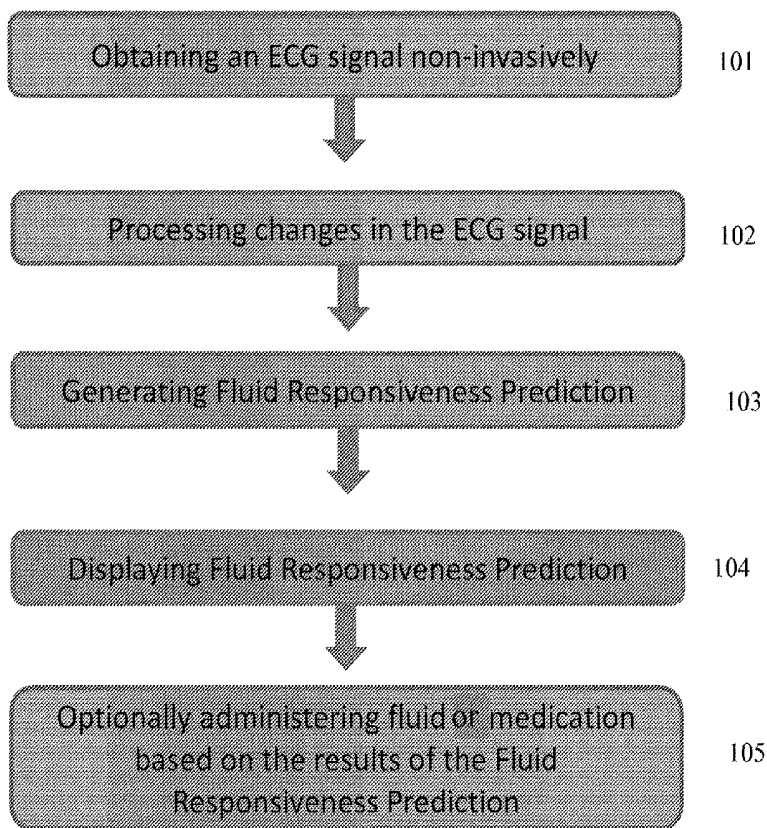 Obtaining an ECG signal non-invasively
101
Processing changes in the ECG signal
102
Generating Fluid Responsiveness Prediction
103
Displaying Fluid Responsiveness Prediction
104
Optionally administering fluid or medication
based on the results of the Fluid
Responsiveness Prediction
105